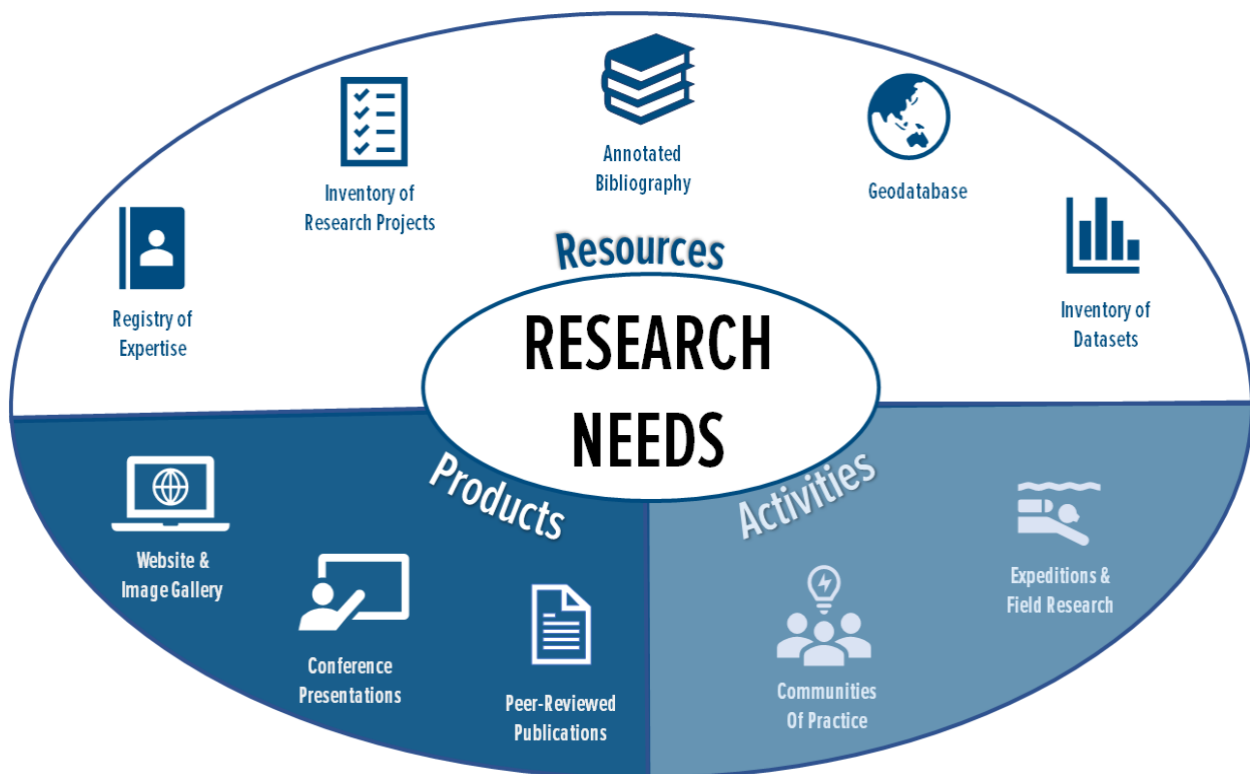 Annotated
Bibliography
Inventory of
Research Projects
Geodatabase
Registry of
Expertise
Inventory of
Datasets
Resources
RESEARCH
NEEDS
Products
Activities
Website &
Image Gallery
Conference
Presentations
Peer-Reviewed
Publications
Communities
Of Practice
Expeditions &
Field Research